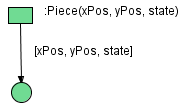 :Piece(xPos, yPos, state)
[xPos, yPos, state]